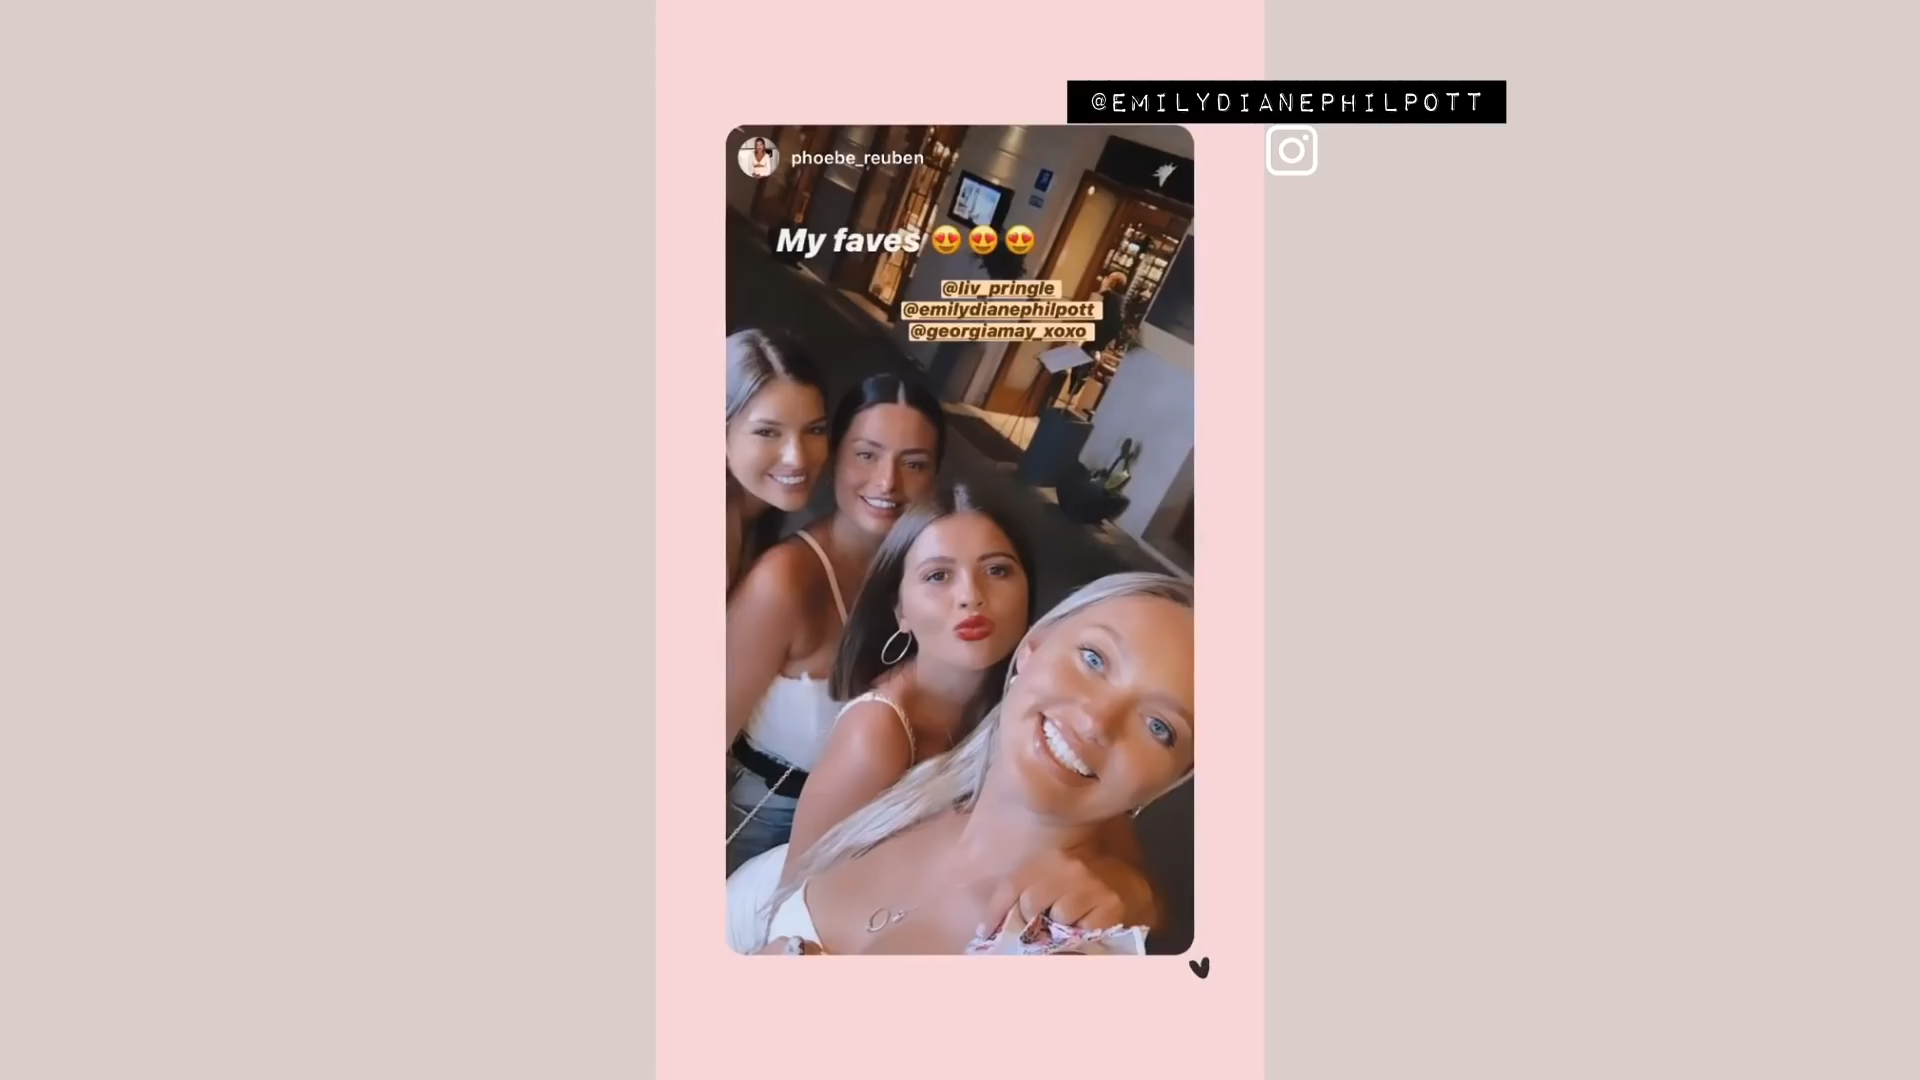 @EMILYDIANEPHILPOTT
phoebe_reuben
My faves 😍😍😍
@liv_pringle
@emilydianephilpott
@georgiamay_xoxo